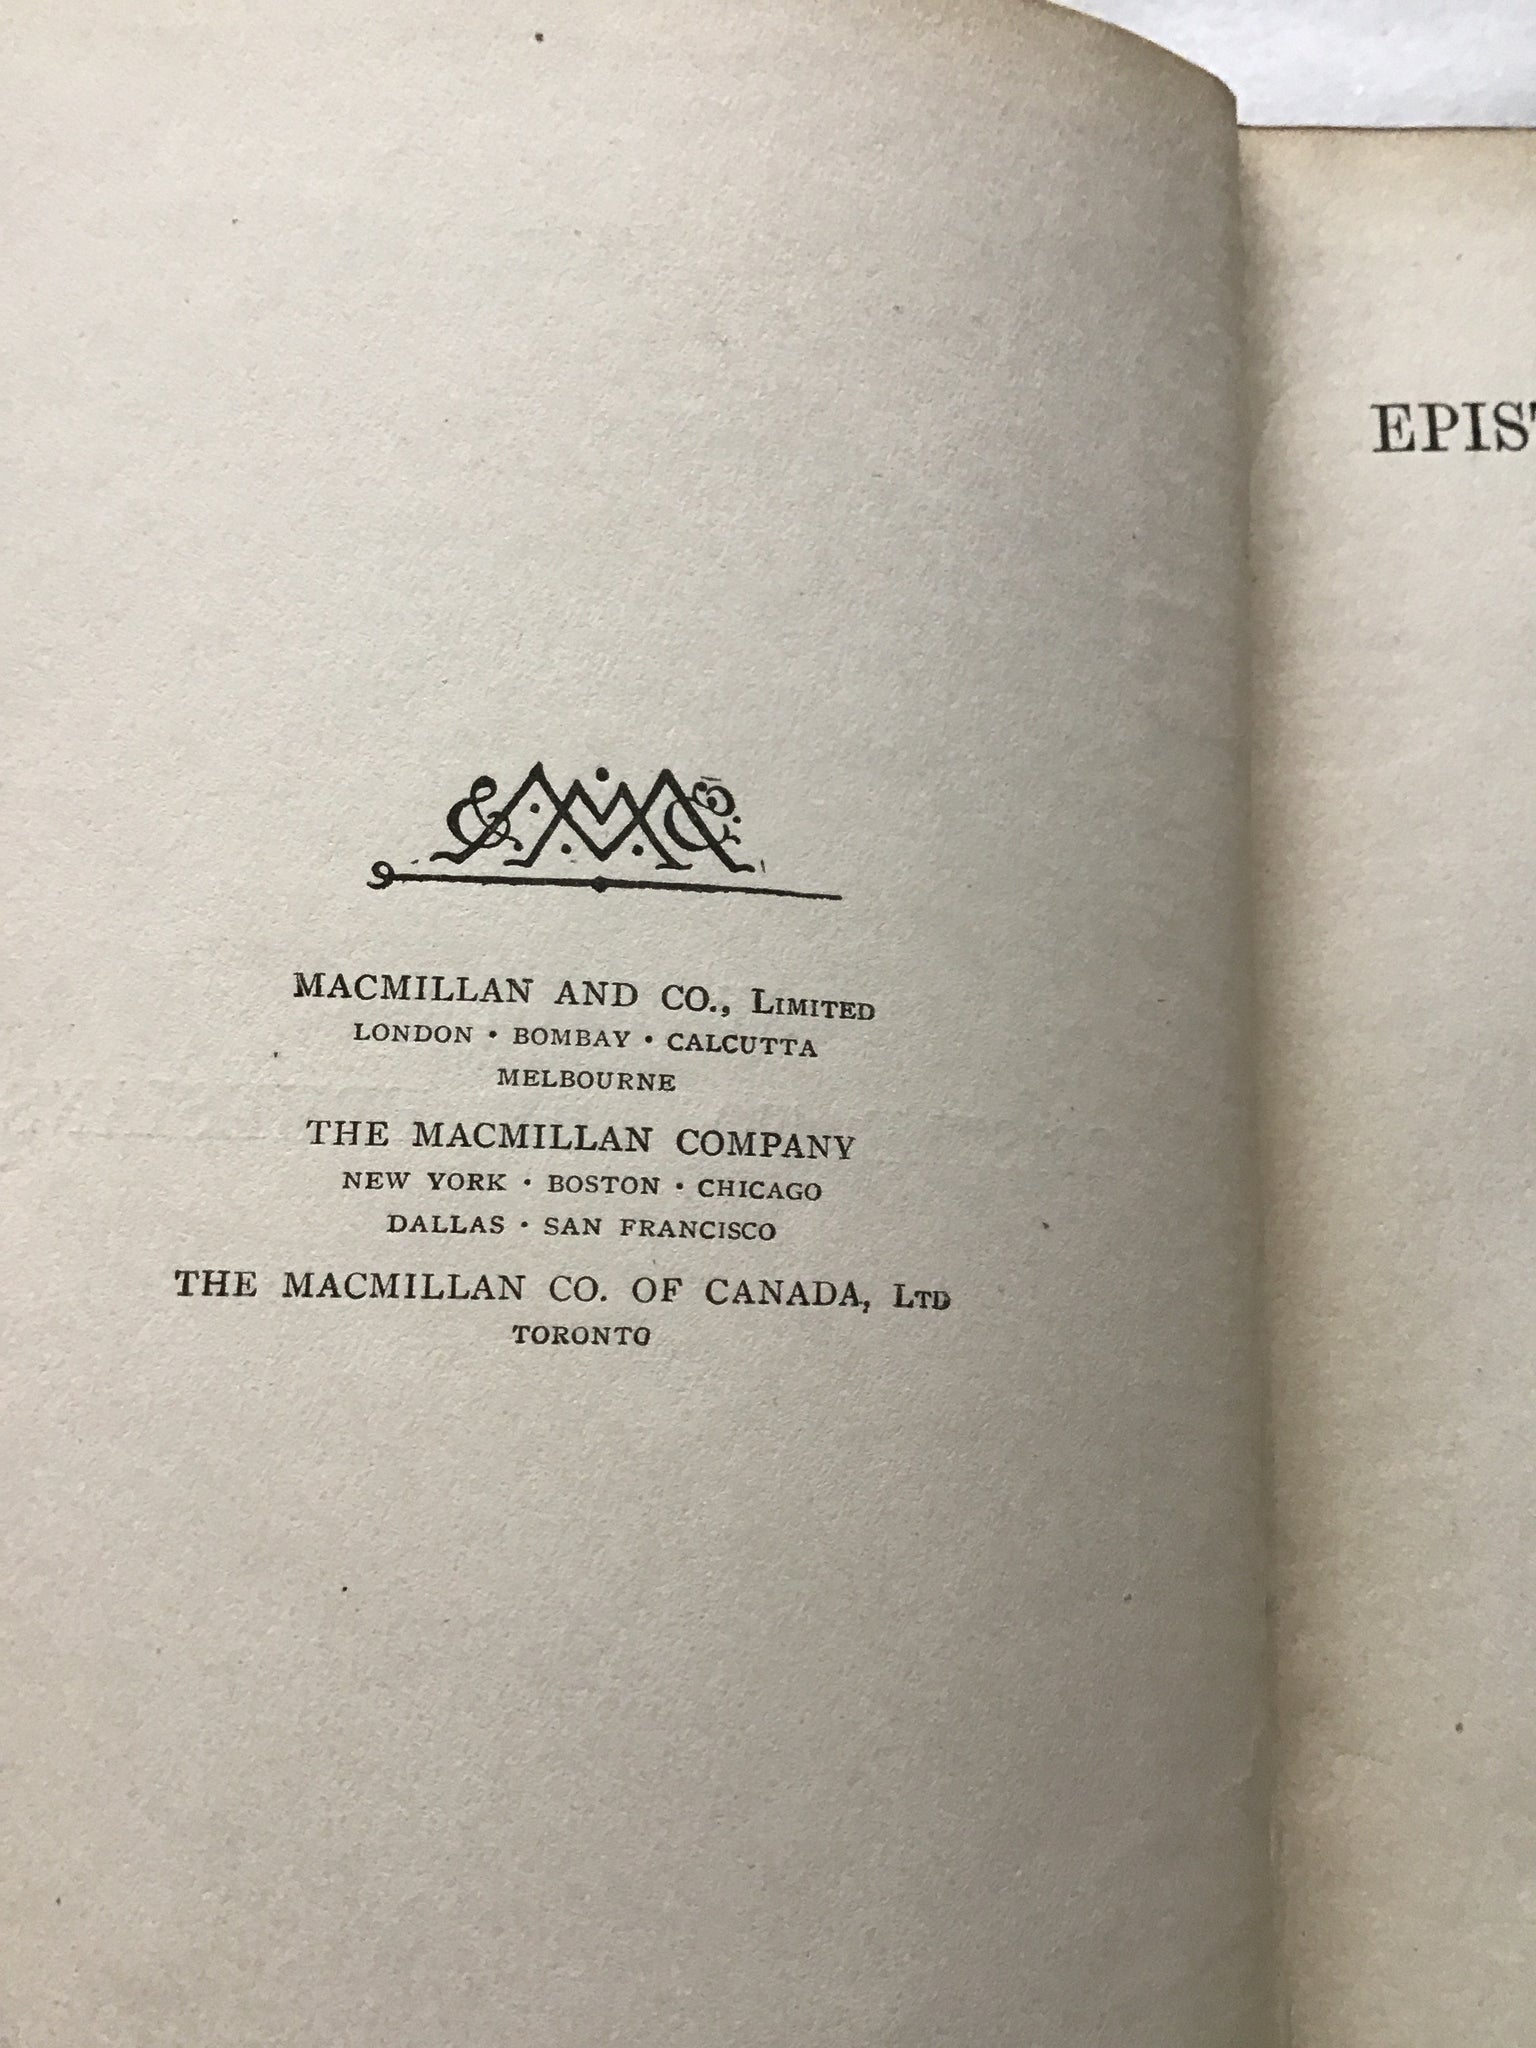 MACMILLAN AND CO., LIMITED
LONDON • BOMBAY • CALCUTTA
MELBOURNE
THE MACMILLAN COMPANY
NEW YORK • BOSTON • CHICAGO
DALLAS • SAN FRANCISCO
THE MACMILLAN CO. OF CANADA, LTD
TORONTO
EPIST